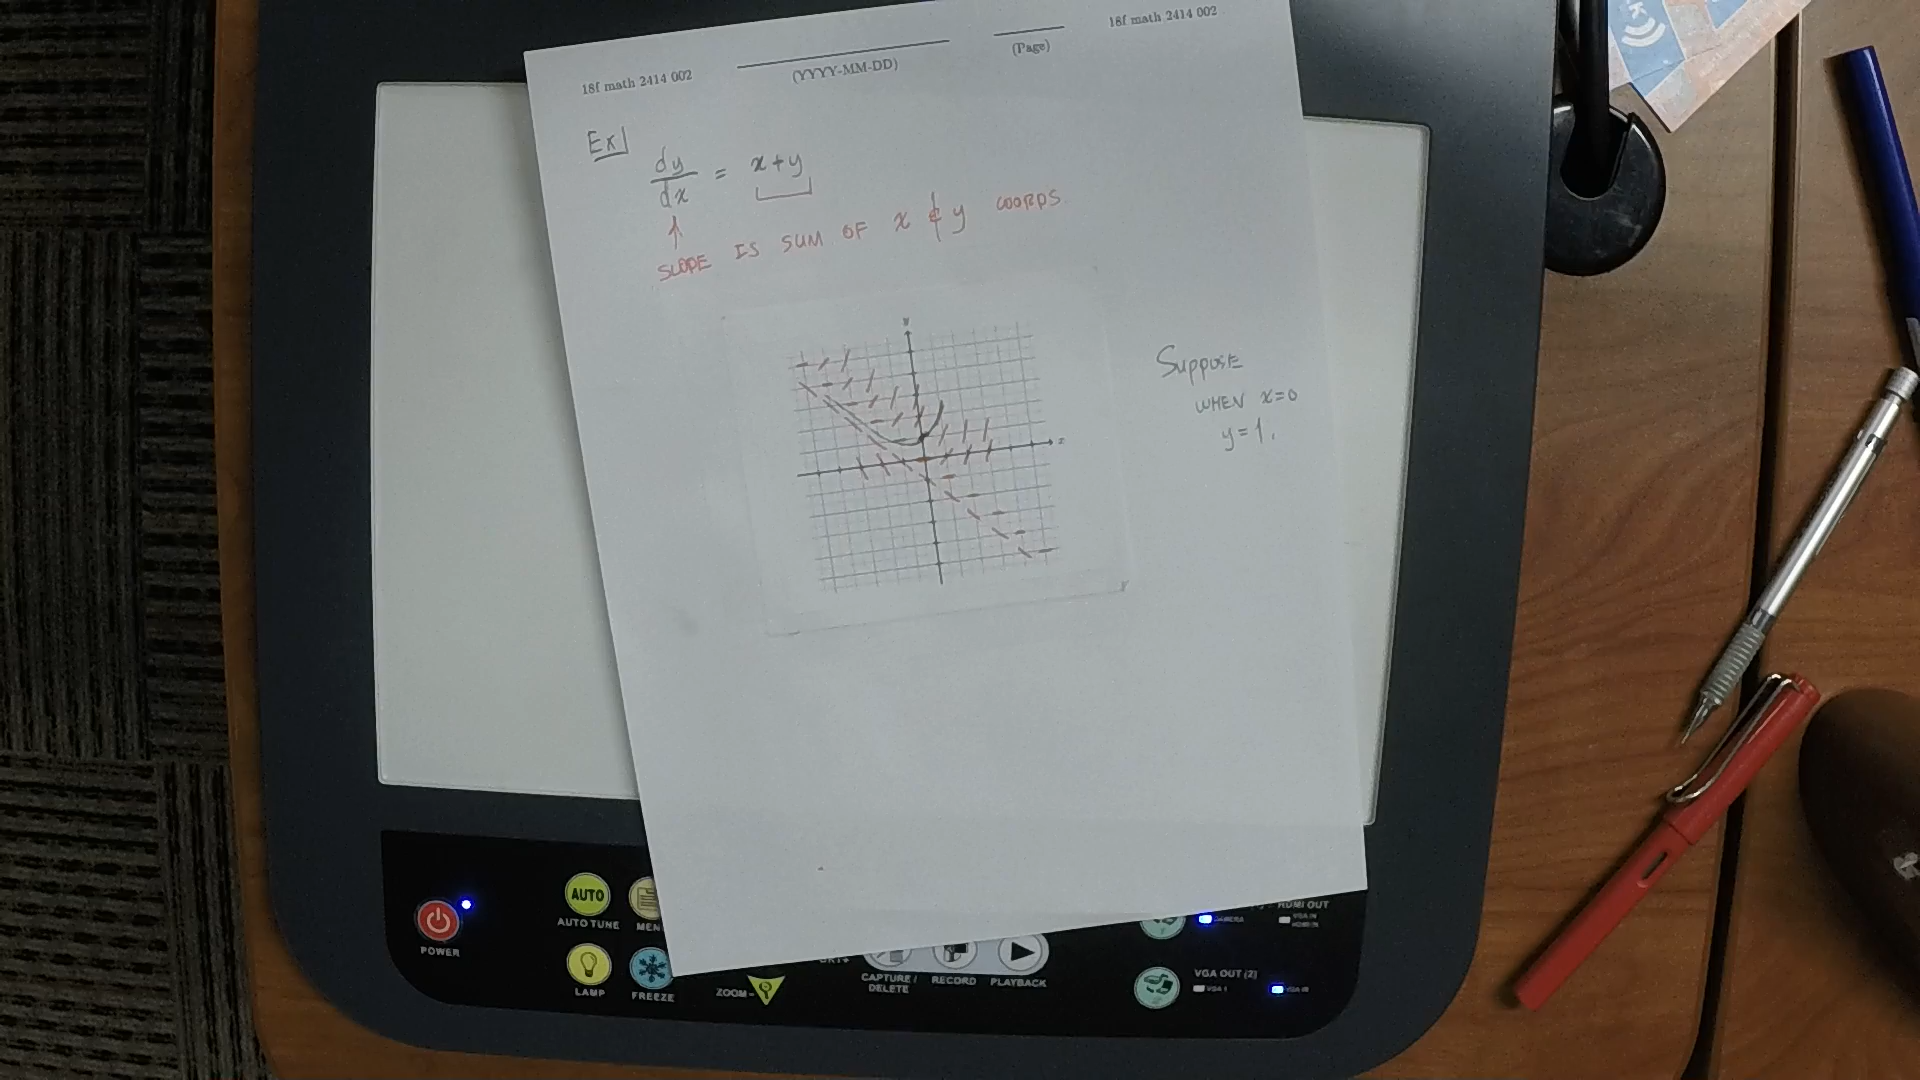 18f math 2414 002
(YYYY-MM-DD)
(Page)
18f math 2414 002
Ex
dy/dx = x+y
SLOPE IS SUM OF x & y COORDS.
y
x
SUPPOSE
WHEN x=0
y=1.
POWER
AUTO
AUTO TUNE
LAMP
FREEZE
ZOOM-
CAPTURE /
DELETE
RECORD
PLAYBACK
HDMI OUT
CAMERA
VGA OUT (2)